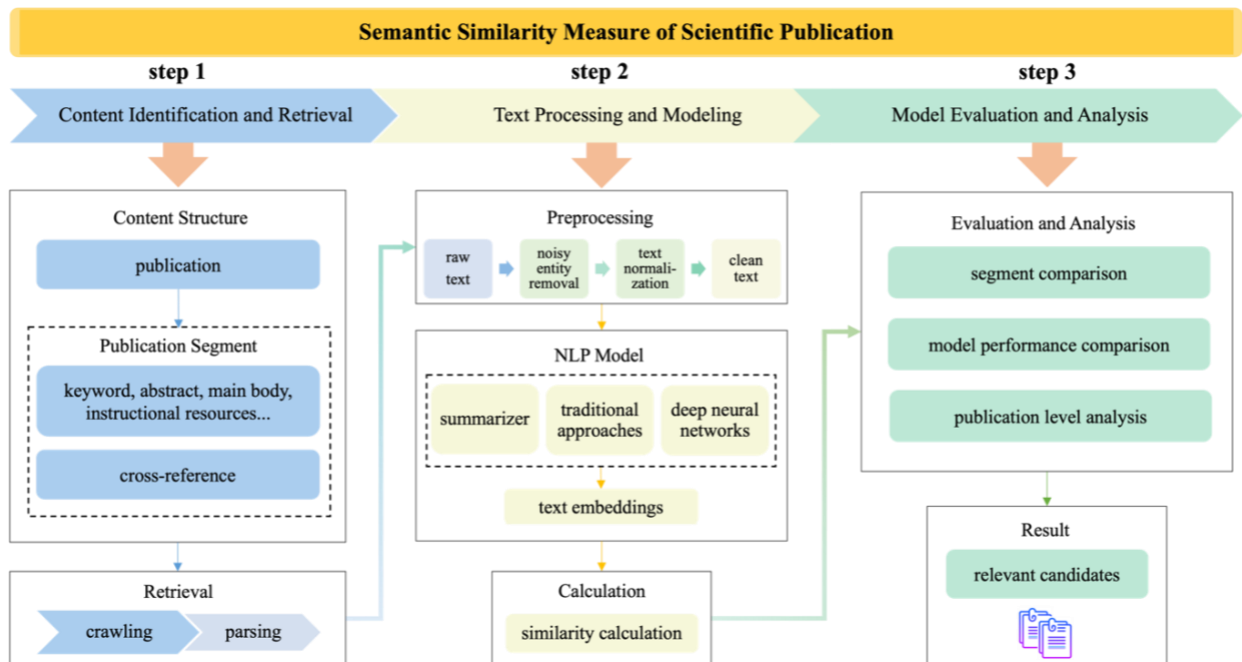 Semantic Similarity Measure of Scientific Publication
step 1
step 2
step 3
Content Identification and Retrieval
Text Processing and Modeling
Model Evaluation and Analysis
Content Structure
publication
Publication Segment
keyword, abstract, main body,
instructional resources...
cross-reference
Retrieval
crawling
parsing
Preprocessing
raw
text
noisy
entity
removal
text
normali-
zation
clean
text
NLP Model
summarizer
traditional
approaches
deep neural
networks
text embeddings
Calculation
similarity calculation
Evaluation and Analysis
segment comparison
model performance comparison
publication level analysis
Result
relevant candidates